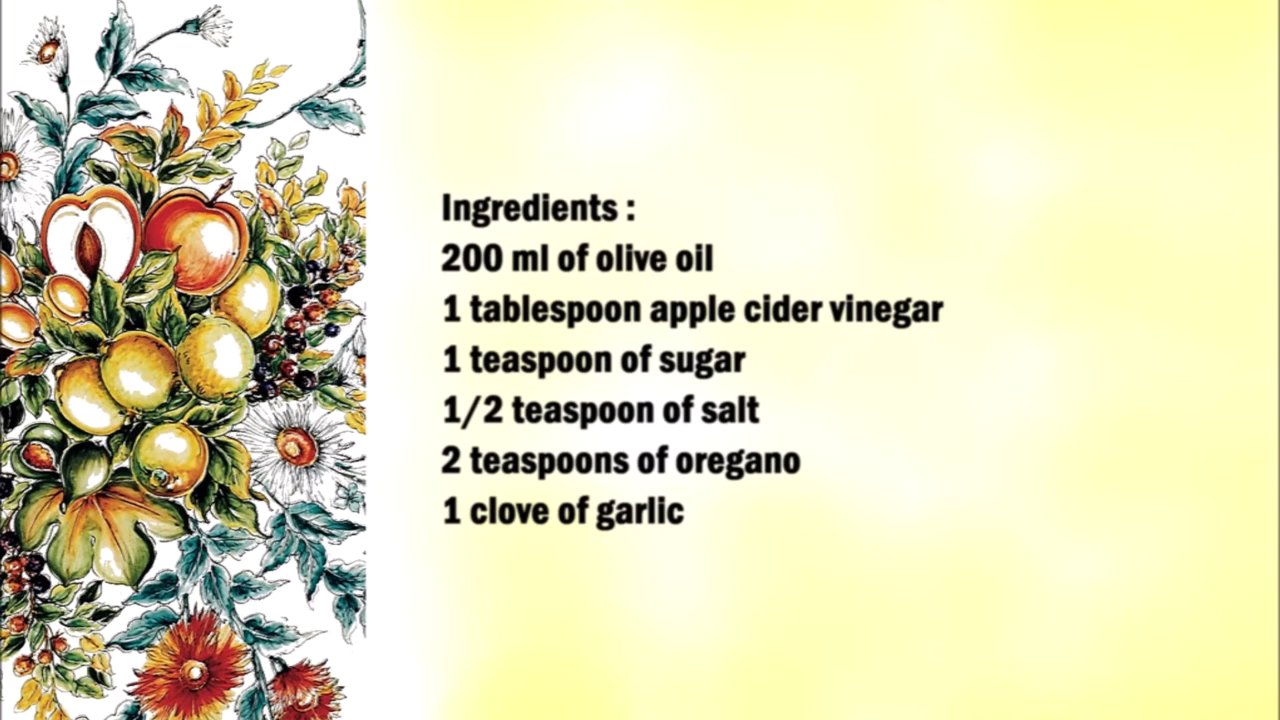 Ingredients :
200 ml of olive oil
1 tablespoon apple cider vinegar
1 teaspoon of sugar
1/2 teaspoon of salt
2 teaspoons of oregano
1 clove of garlic